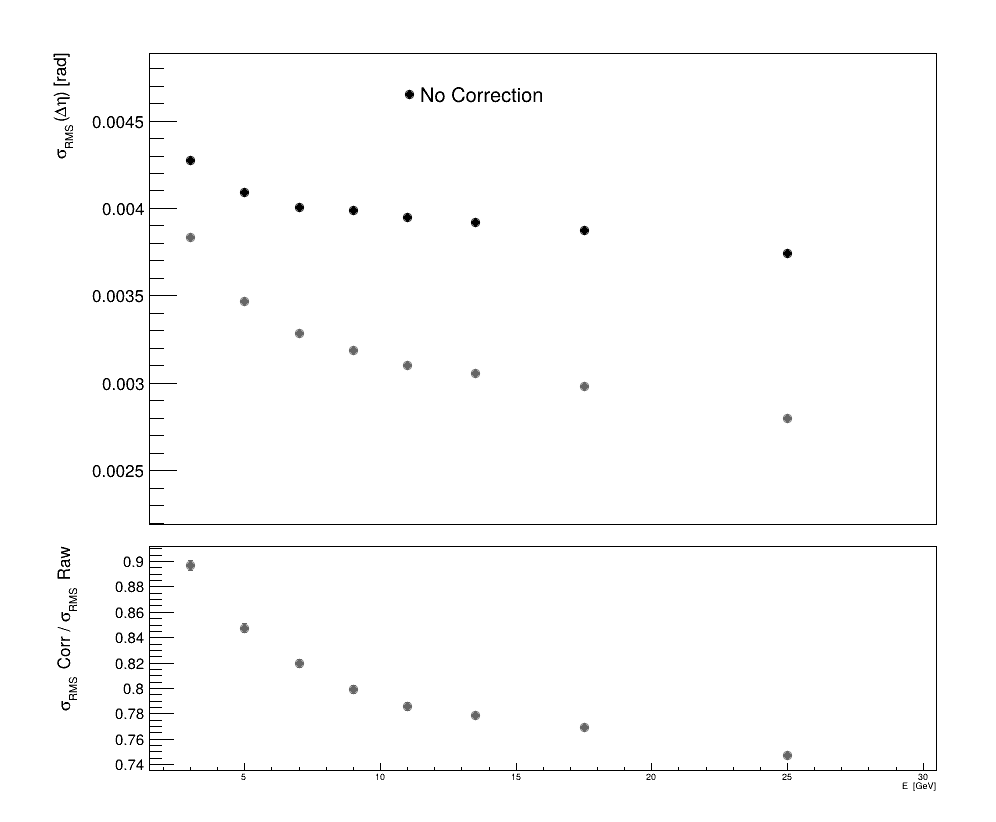 σRMS (Δη) [rad]
No Correction
0.0045
0.004
0.0035
0.003
0.0025
σRMS Corr / σRMS Raw
0.9
0.88
0.86
0.84
0.82
0.8
0.78
0.76
0.74
5 10 15 20 25 30
E [GeV]